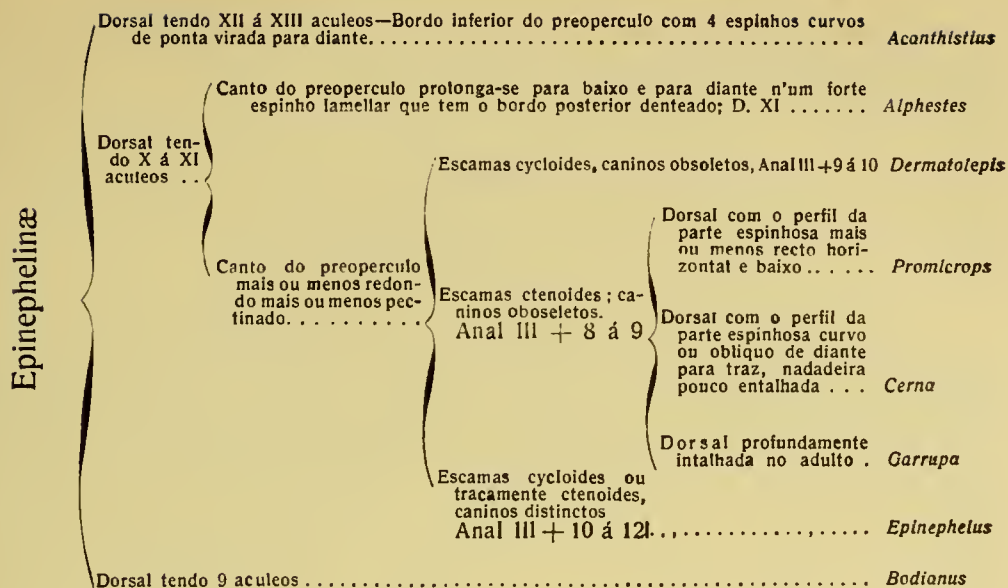 Epinephelinæ
Dorsal tendo XII á XIII aculeos—Bordo inferior do preoperculo com 4 espinhos curvos
de ponta virada para diante. . . . . . . . . . . . . . . . . . . . . . . . . . . . . . . . . . . . . . . . Acanthistius
Dorsal ten-
do X á XI
aculeos . .
Canto do preoperculo prolonga-se para baixo e para diante n'um forte
espinho lamellar que tem o bordo posterior denteado; D. XI . . . . . . . Alphestes
Canto do preoperculo
mais ou menos redon-
do mais ou menos pec-
tinado. . . . . . . . . . .
Escamas cycloides, caninos obsoletos, Anal III+9 á 10 Dermatolepis
Escamas ctenoides; ca-
ninos oboseletos.
Anal III + 8 á 9
Dorsal com o perfil da
parte espinhosa mais
ou menos recto hori-
zontal e baixo . . . . . . Promicrops
Dorsal com o perfil da
parte espinhosa curvo
ou obliquo de diante
para traz, nadadeira
pouco entalhada . . . Cerna
Dorsal profundamente
intalhada no adulto . Garrupa
Escamas cycloides ou
tracamente ctenoides,
caninos distinctos
Anal III + 10 á 12l. . , . . . . . . . . . . , . . . . , . . Epinephelus
Dorsal tendo 9 aculeos . . . . . . . . . . . . . . . . . . . . . . . . . . . . . . . . . . . . . . . . . . . . . . . Bodianus